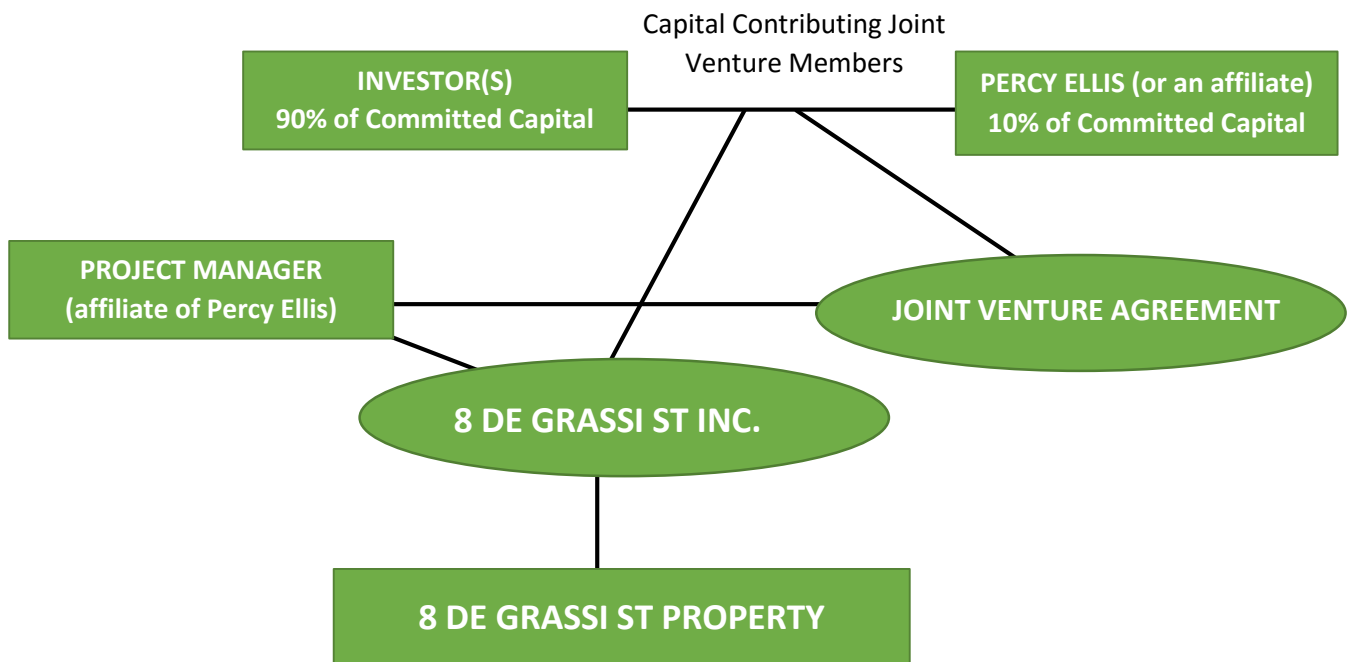 Capital Contributing Joint
Venture Members
INVESTOR(S)
90% of Committed Capital
PERCY ELLIS (or an affiliate)
10% of Committed Capital
PROJECT MANAGER
(affiliate of Percy Ellis)
JOINT VENTURE AGREEMENT
8 DE GRASSI ST INC.
8 DE GRASSI ST PROPERTY